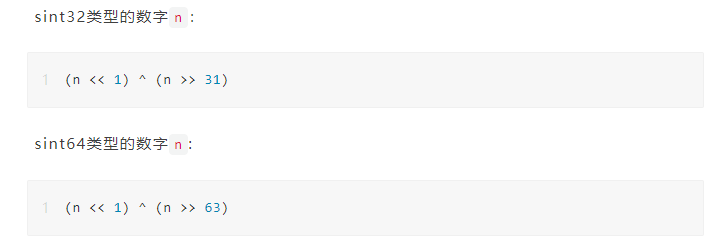 sint32类型的数字n:
1 (n << 1) ^ (n >> 31)
sint64类型的数字n:
1 (n << 1) ^ (n >> 63)